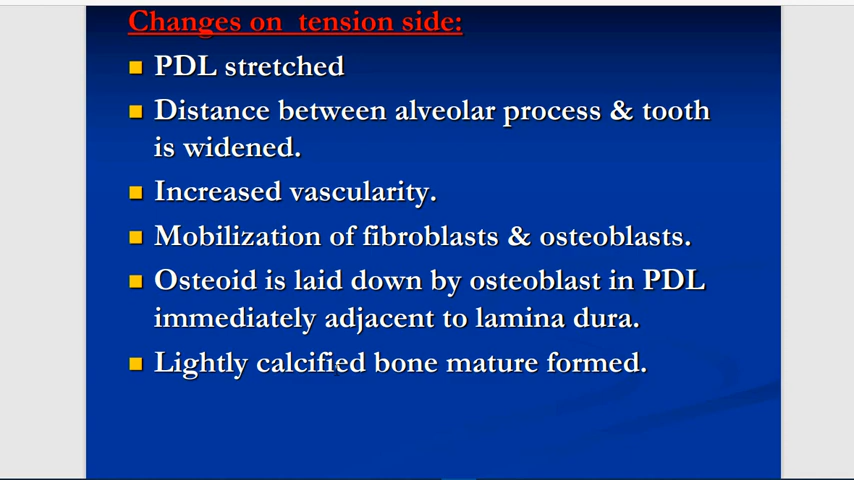 Changes on tension side:
PDL stretched
Distance between alveolar process & tooth
is widened.
Increased vascularity.
Mobilization of fibroblasts & osteoblasts.
Osteoid is laid down by osteoblast in PDL
immediately adjacent to lamina dura.
Lightly calcified bone mature formed.